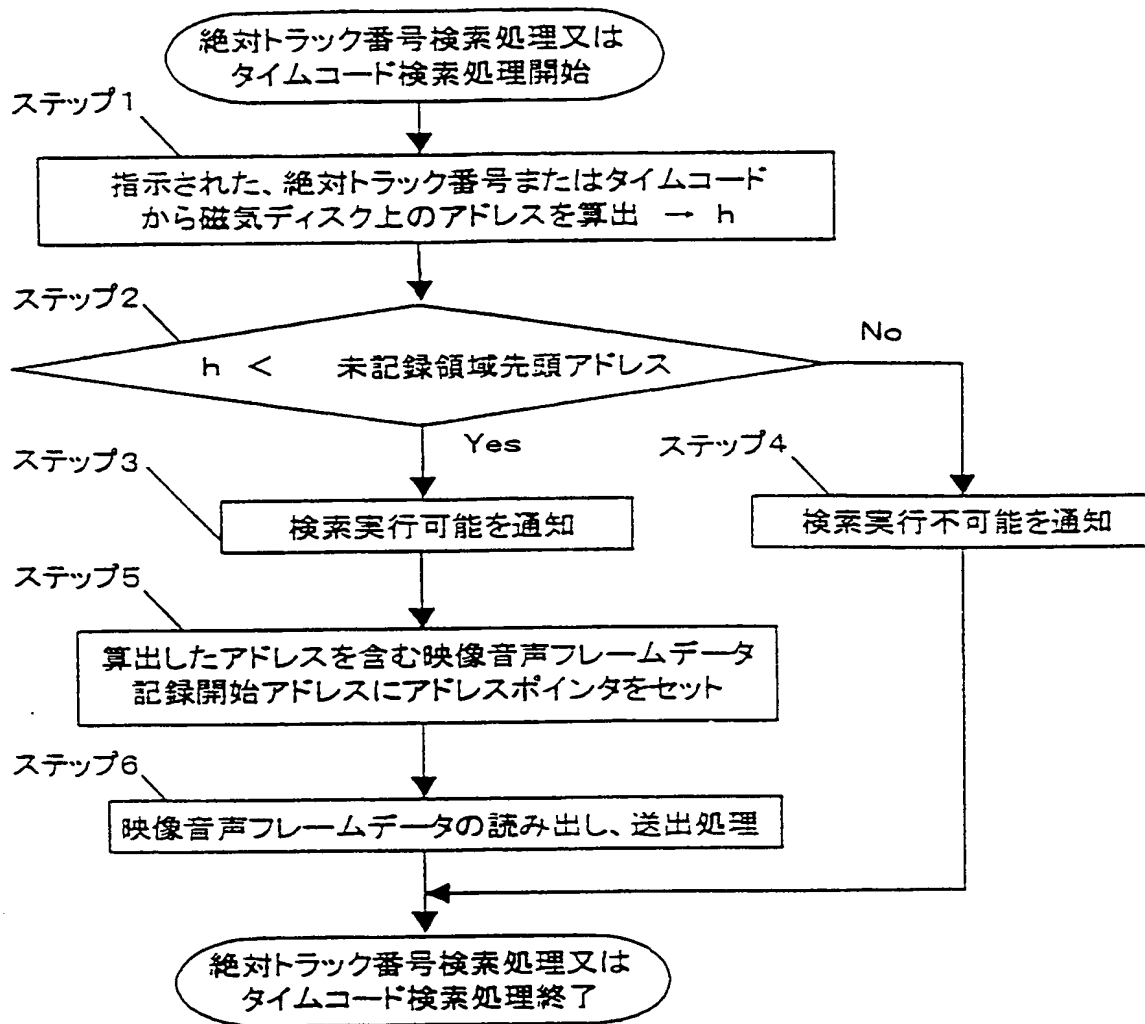 絶対トラック番号検索処理又は
タイムコード検索処理開始
ステップ1
指示された、絶対トラック番号またはタイムコード
から磁気ディスク上のアドレスを算出 → h
ステップ2
h < 未記録領域先頭アドレス
No
Yes
ステップ3
検索実行可能を通知
ステップ4
検索実行不可能を通知
ステップ5
算出したアドレスを含む映像音声フレームデータ
記録開始アドレスにアドレスポインタをセット
ステップ6
映像音声フレームデータの読み出し、送出処理
絶対トラック番号検索処理又は
タイムコード検索処理終了